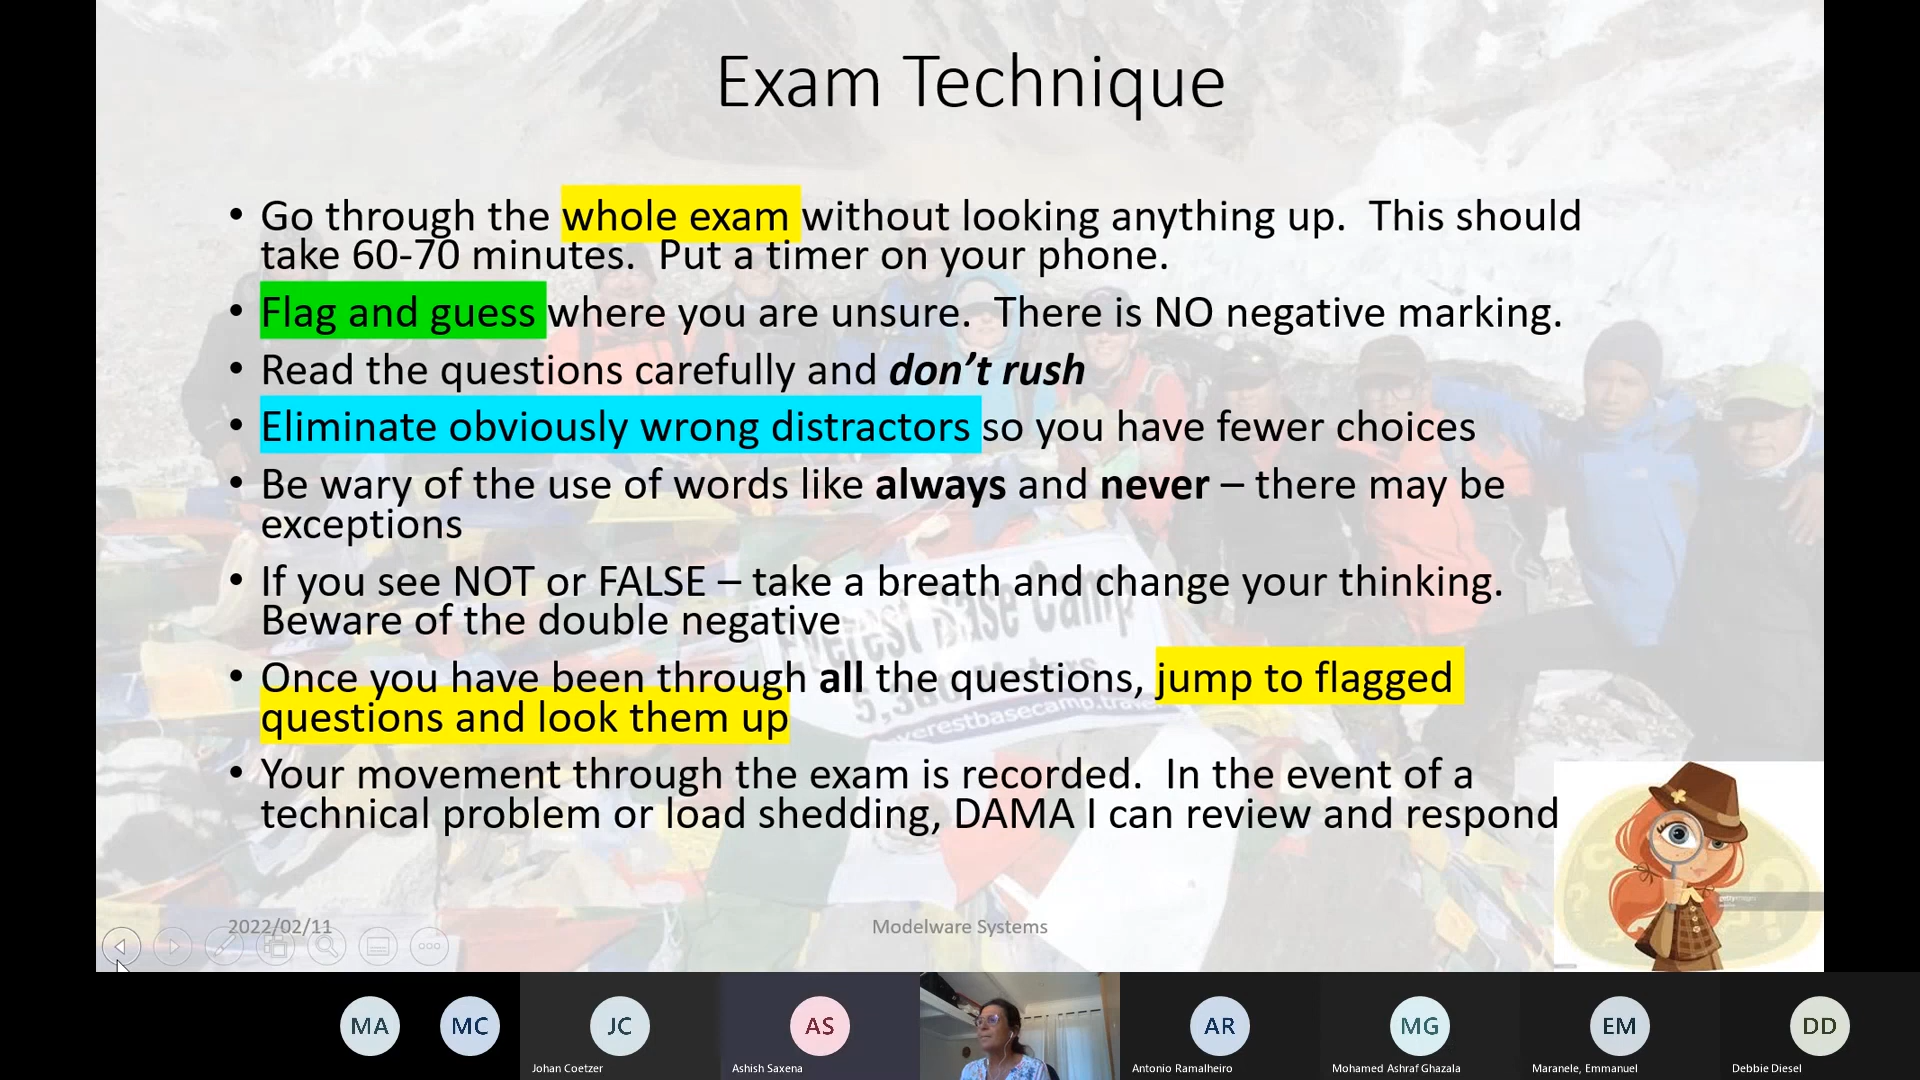 Exam Technique
• Go through the whole exam without looking anything up.  This should
take 60-70 minutes.  Put a timer on your phone.
• Flag and guess where you are unsure.  There is NO negative marking.
• Read the questions carefully and don’t rush
• Eliminate obviously wrong distractors so you have fewer choices
• Be wary of the use of words like always and never – there may be
exceptions
• If you see NOT or FALSE – take a breath and change your thinking.
Beware of the double negative
• Once you have been through all the questions, jump to flagged
questions and look them up
• Your movement through the exam is recorded.  In the event of a
technical problem or load shedding, DAMA I can review and respond
Everest Base Camp
2022/02/11
Modelware Systems
MA
MC
JC
AS
AR
MG
EM
DD
Johan Coetzer
Ashish Saxena
Antonio Ramalheiro
Mohamed Ashraf Ghazala
Maranele, Emmanuel
Debbie Diesel